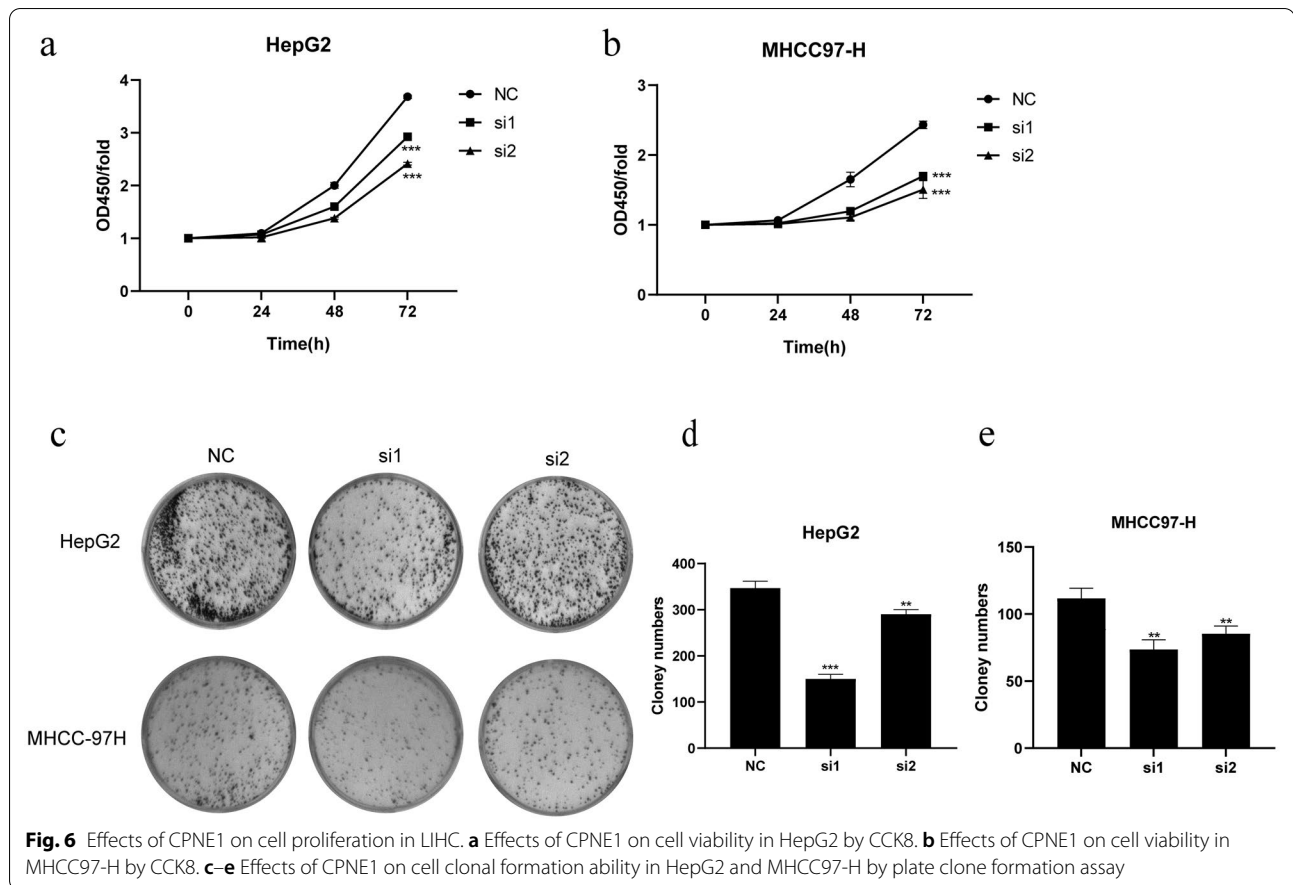 a
HepG2
4
3
2
1
0
OD450/fold
0 24 48 72
Time(h)
NC
si1
si2
***
***
b
MHCC97-H
3
2
1
0
OD450/fold
0 24 48 72
Time(h)
NC
si1
si2
***
***
c
NC si1 si2
HepG2
MHCC-97H
d
HepG2
400
300
200
100
0
Cloney numbers
***
**
NC si1 si2
e
MHCC97-H
150
100
50
0
Cloney numbers
**
**
NC si1 si2
Fig. 6 Effects of CPNE1 on cell proliferation in LIHC. a Effects of CPNE1 on cell viability in HepG2 by CCK8. b Effects of CPNE1 on cell viability in
MHCC97-H by CCK8. c–e Effects of CPNE1 on cell clonal formation ability in HepG2 and MHCC97-H by plate clone formation assay